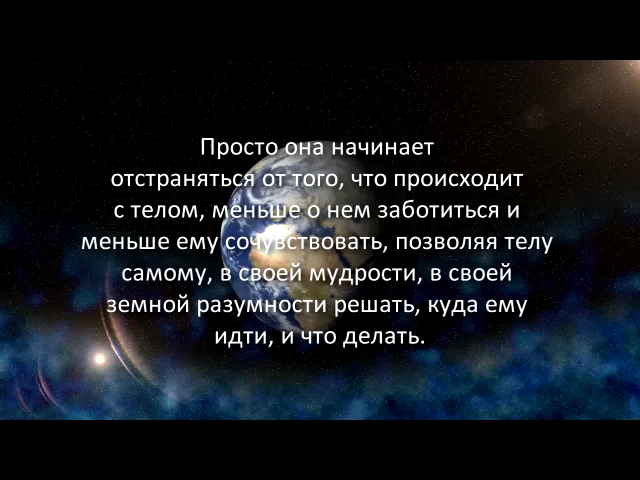 Просто она начинает
отстраняться от того, что происходит
с телом, меньше о нем заботиться и
меньше ему сочувствовать, позволяя телу
самому, в своей мудрости, в своей
земной разумности решать, куда ему
идти, и что делать.